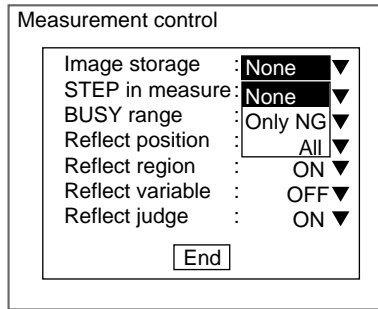 Measurement control
Image storage : None ▼
STEP in measure : None ▼
BUSY range : Only NG ▼
Reflect position : All ▼
Reflect region : ON ▼
Reflect variable : OFF ▼
Reflect judge : ON ▼
End